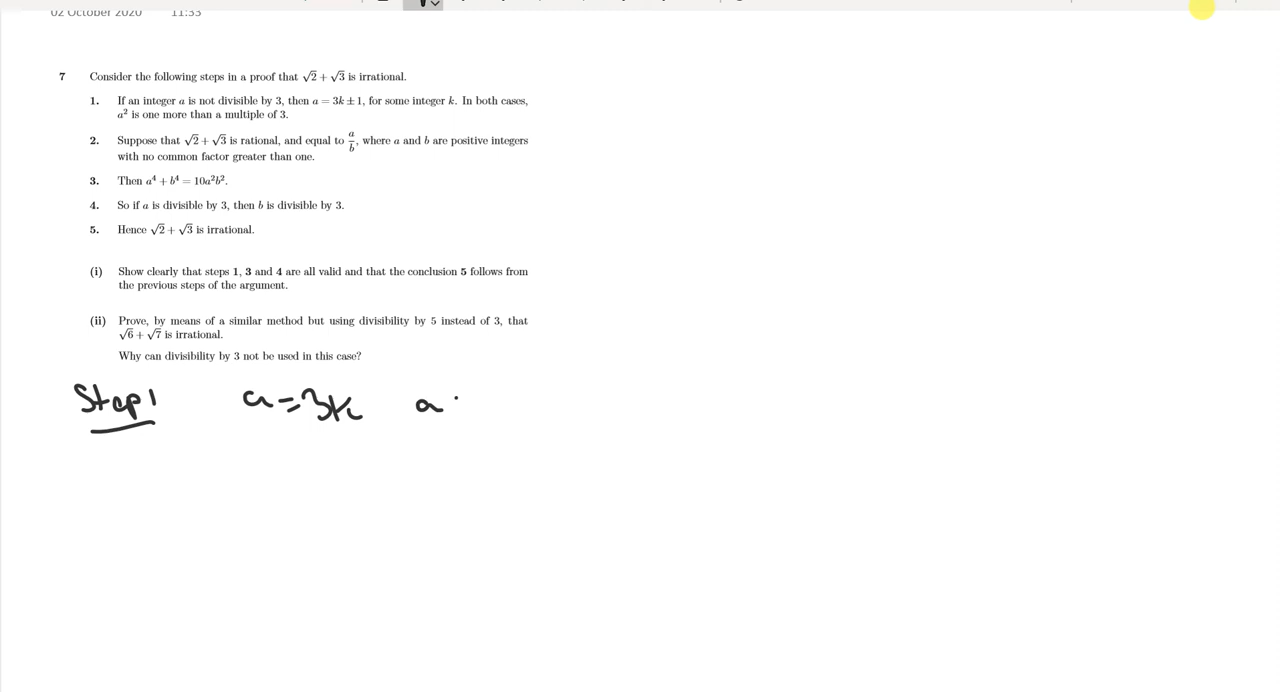 02 October 2020 11:33
7 Consider the following steps in a proof that √2 + √3 is irrational.
1. If an integer a is not divisible by 3, then a = 3k ± 1, for some integer k. In both cases,
a² is one more than a multiple of 3.
2. Suppose that √2 + √3 is rational, and equal to a/b, where a and b are positive integers
with no common factor greater than one.
3. Then a⁴ + b⁴ = 10a²b².
4. So if a is divisible by 3, then b is divisible by 3.
5. Hence √2 + √3 is irrational.
(i) Show clearly that steps 1, 3 and 4 are all valid and that the conclusion 5 follows from
the previous steps of the argument.
(ii) Prove, by means of a similar method but using divisibility by 5 instead of 3, that
√6 + √7 is irrational.
Why can divisibility by 3 not be used in this case?
Step 1 a=3k a